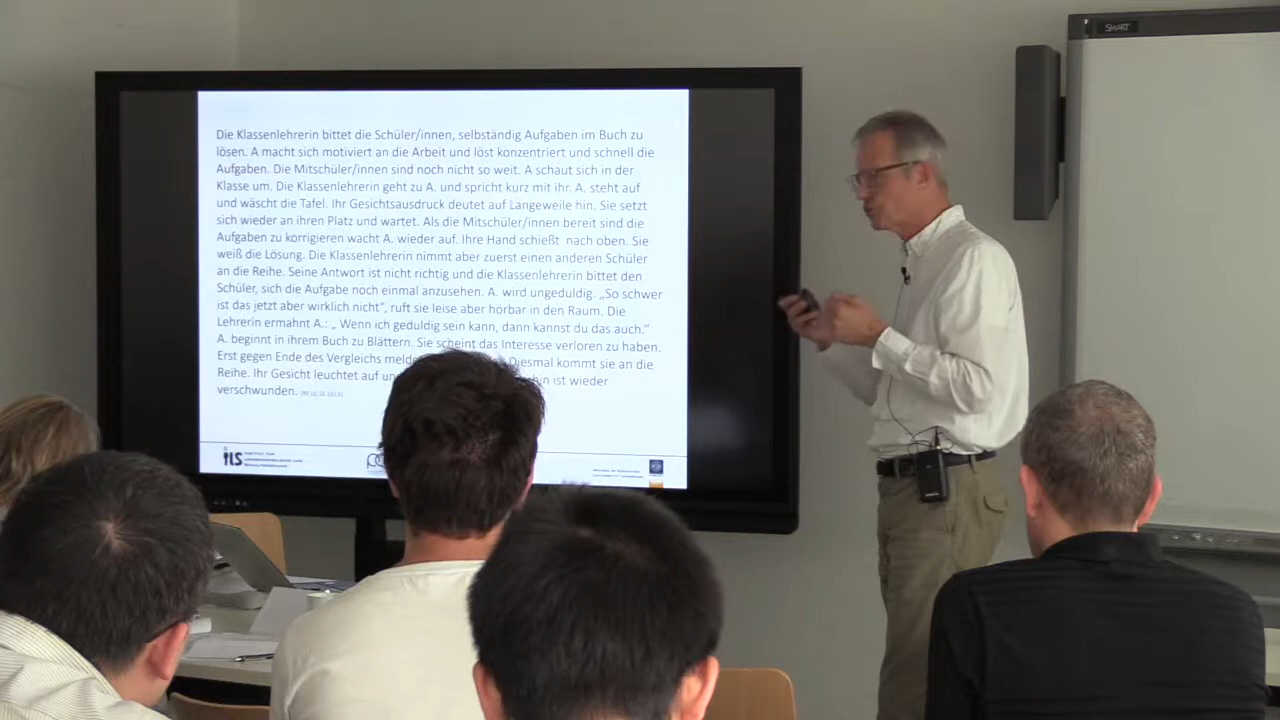 SMART
Die Klassenlehrerin bittet die Schüler/innen, selbständig Aufgaben im Buch zu
lösen. A macht sich motiviert an die Arbeit und löst konzentriert und schnell die
Aufgaben. Die Mitschüler/innen sind noch nicht so weit. A schaut sich in der
Klasse um. Die Klassenlehrerin geht zu A. und spricht kurz mit ihr. A. steht auf
und wäscht die Tafel. Ihr Gesichtsausdruck deutet auf Langeweile hin. Sie setzt
sich wieder an ihren Platz und wartet. Als die Mitschüler/innen bereit sind die
Aufgaben zu korrigieren wacht A. wieder auf. Ihre Hand schießt nach oben. Sie
weiß die Lösung. Die Klassenlehrerin nimmt aber zuerst einen anderen Schüler
an die Reihe. Seine Antwort ist nicht richtig und die Klassenlehrerin bittet den
Schüler, sich die Aufgabe noch einmal anzusehen. A. wird ungeduldig. „So schwer
ist das jetzt aber wirklich nicht“, ruft sie leise aber hörbar in den Raum. Die
Lehrerin ermahnt A.: „ Wenn ich geduldig sein kann, dann kannst du das auch.“
A. beginnt in ihrem Buch zu Blättern. Sie scheint das Interesse verloren zu haben.
Erst gegen Ende des Vergleichs Diesmal kommt sie an die
Reihe. Ihr Gesicht leuchtet auf ist wieder
verschwunden.
iLS